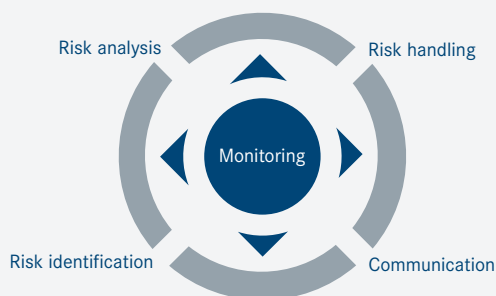 Risk analysis
Risk handling
Monitoring
Risk identification
Communication